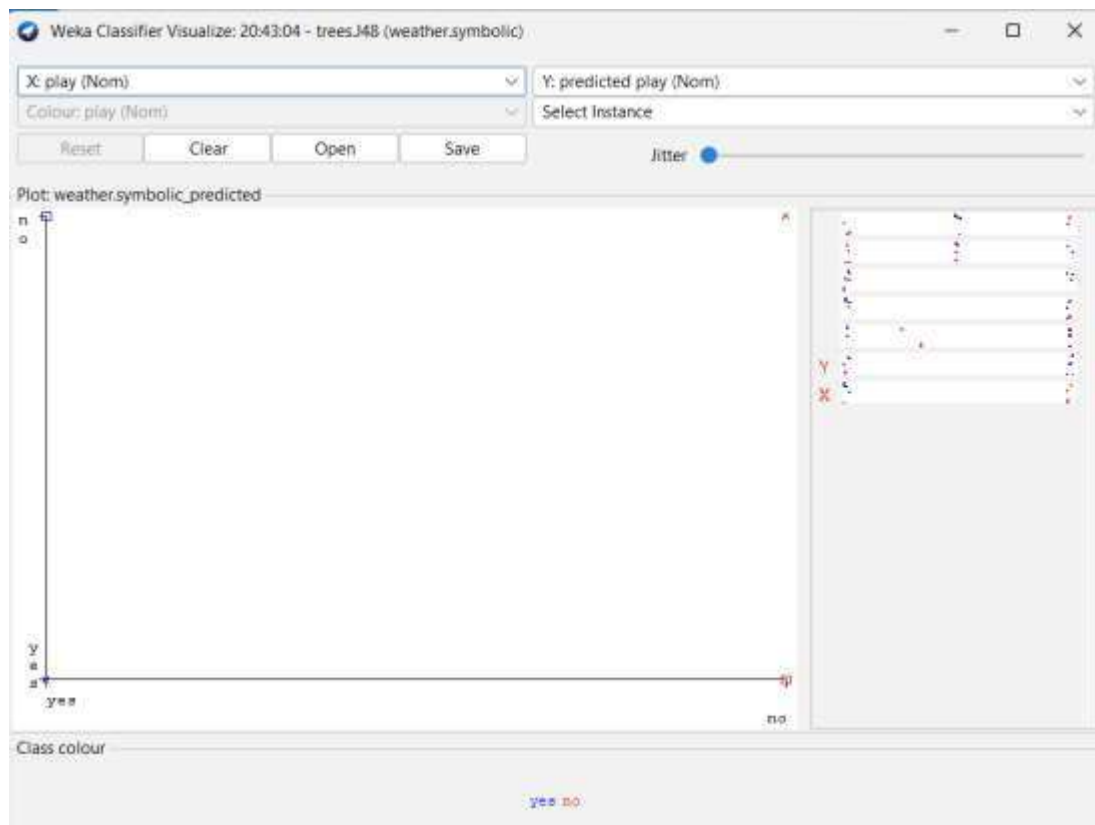 Weka Classifier Visualize: 20:43:04 - trees.J48 (weather.symbolic)
X: play (Nom)
Y: predicted play (Nom)
Colour: play (Nom)
Select Instance
Reset
Clear
Open
Save
Jitter
Plot: weather.symbolic_predicted
n
o
Y
X
y
e
s
yes
no
Class colour
yes no